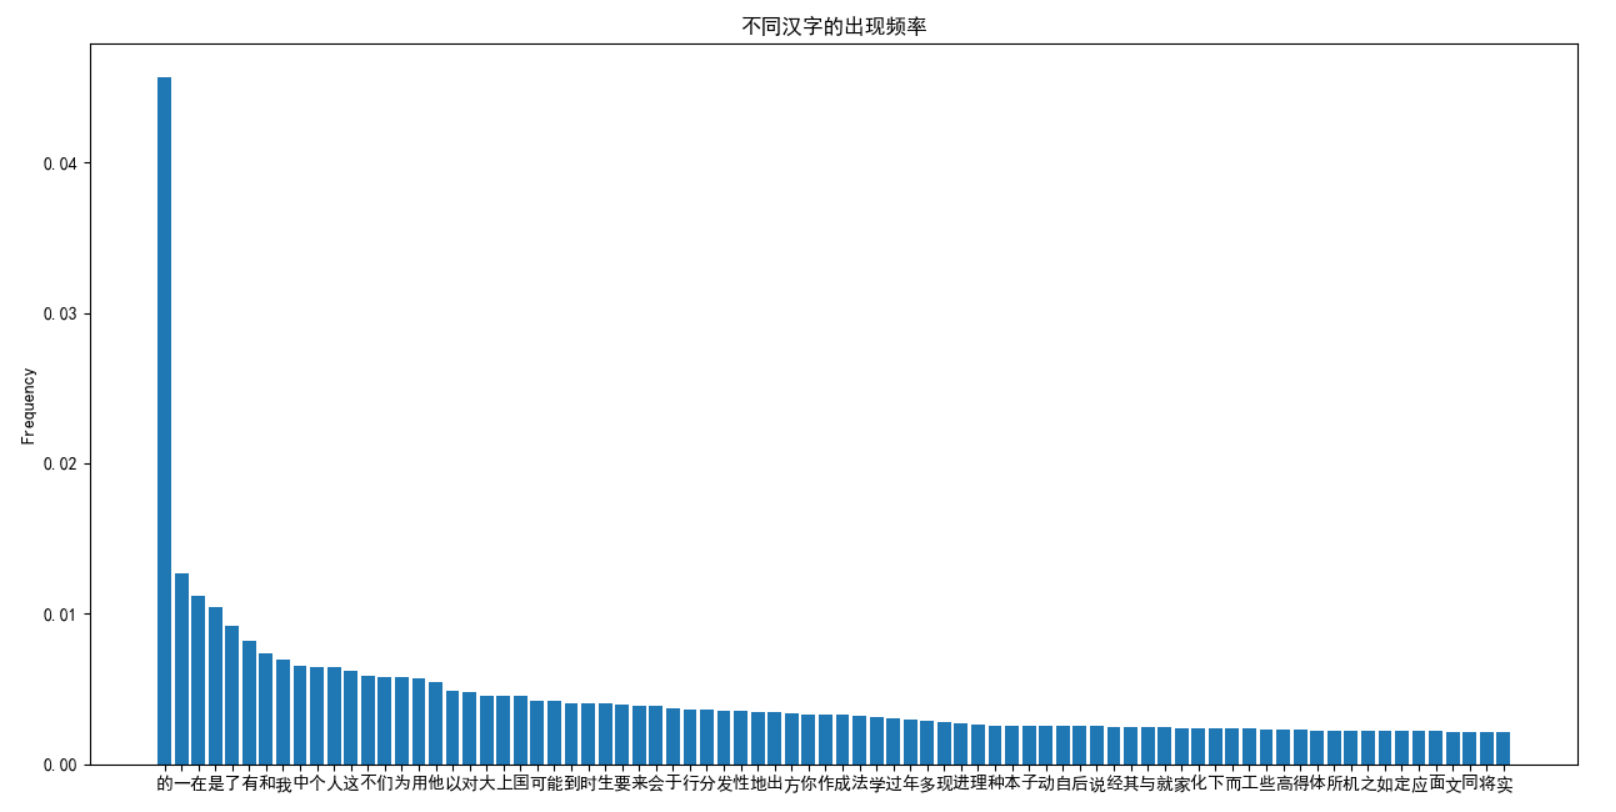 不同汉字的出现频率
Frequency
0.04
0.03
0.02
0.01
0.00
的一在是了有和我中个人这不们为用他以对大上国可能到时生要来会于行分发性地出方你作成法学过年多现进理种本子动自后说经其与就家化下而工些高得体所机之如定应面文同将实